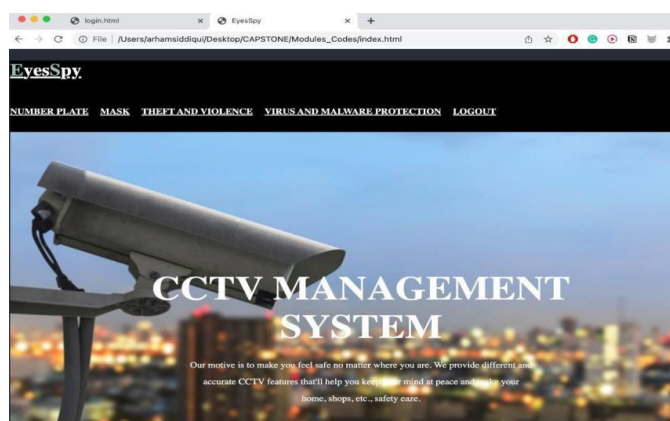 login.html EyesSpy
File /Users/arhamsiddiqui/Desktop/CAPSTONE/Modules_Codes/index.html
EyesSpy
NUMBER PLATE MASK THEFT AND VIOLENCE VIRUS AND MALWARE PROTECTION LOGOUT
CCTV MANAGEMENT
SYSTEM
Our motive is to make you feel safe no matter where you are. We provide different and
accurate CCTV features that'll help you keep your mind at peace and make your
home, shops, etc., safety eaze.